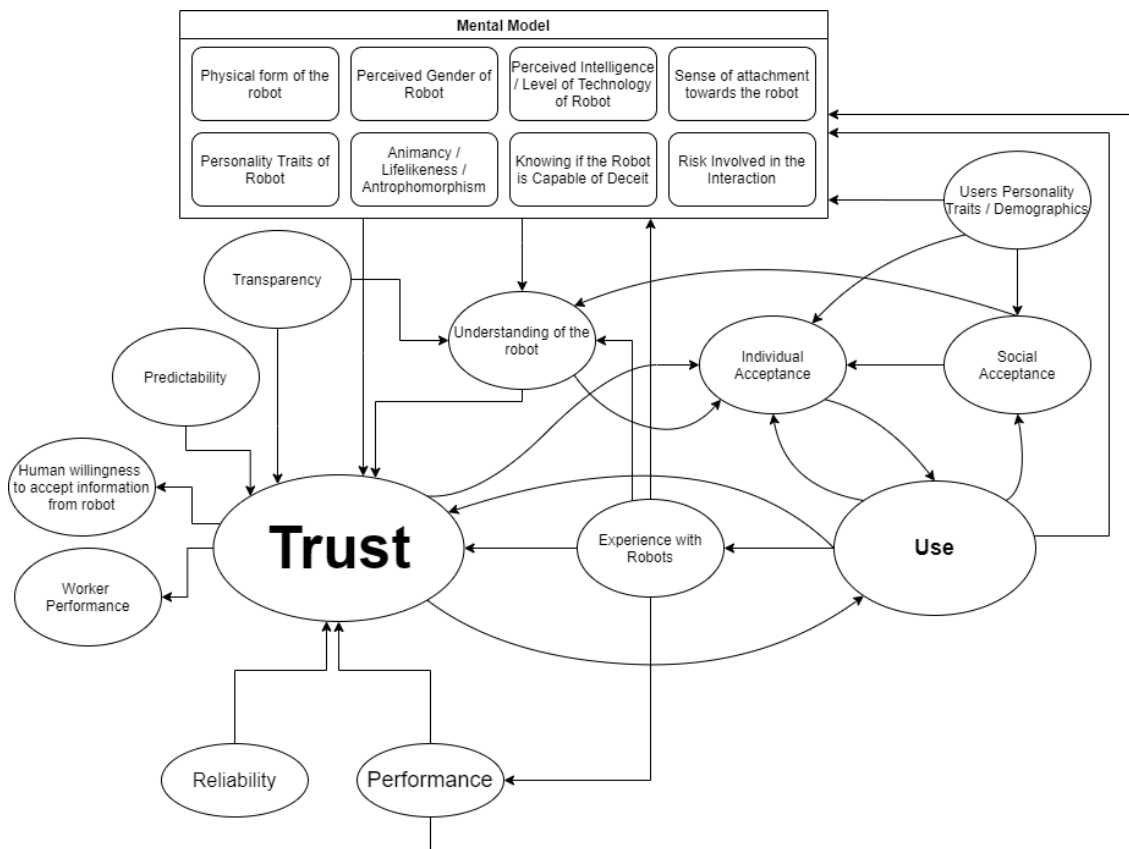 Mental Model
Physical form of the
robot
Perceived Gender of
Robot
Perceived Intelligence
/ Level of Technology
of Robot
Sense of attachment
towards the robot
Personality Traits of
Robot
Animancy /
Lifelikeness /
Antrophomorphism
Knowing if the Robot
is Capable of Deceit
Risk Involved in the
Interaction
Users Personality
Traits / Demographics
Transparency
Understanding of the
robot
Individual
Acceptance
Social
Acceptance
Predictability
Human willingness
to accept information
from robot
Trust
Experience with
Robots
Use
Worker
Performance
Reliability
Performance